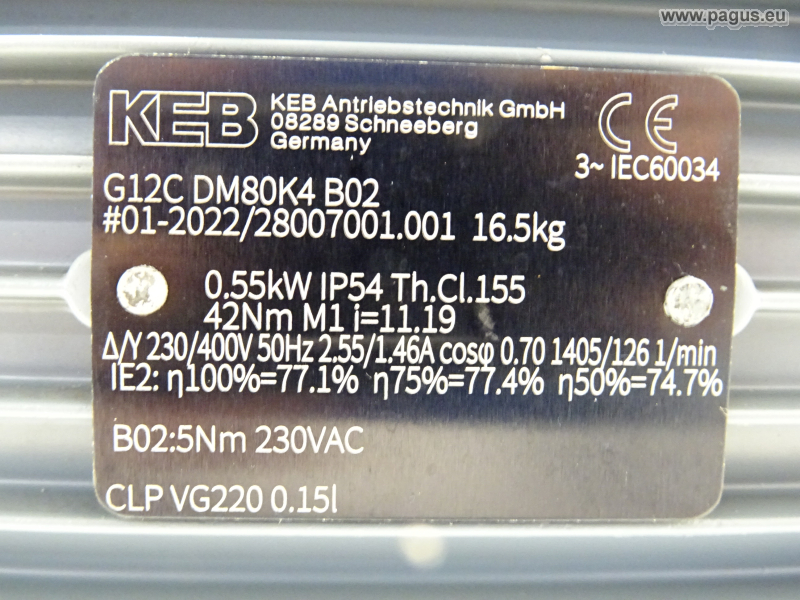 www.pagus.eu
KEB KEB Antriebstechnik GmbH
08289 Schneeberg
Germany
CE
3~ IEC60034
G12C DM80K4 B02
#01-2022/28007001.001 16.5kg
0.55kW IP54 Th.Cl.155
42Nm M1 i=11.19
Δ/Y 230/400V 50Hz 2.55/1.46A cosφ 0.70 1405/126 1/min
IE2: η100%=77.1% η75%=77.4% η50%=74.7%
B02:5Nm 230VAC
CLP VG220 0.15l